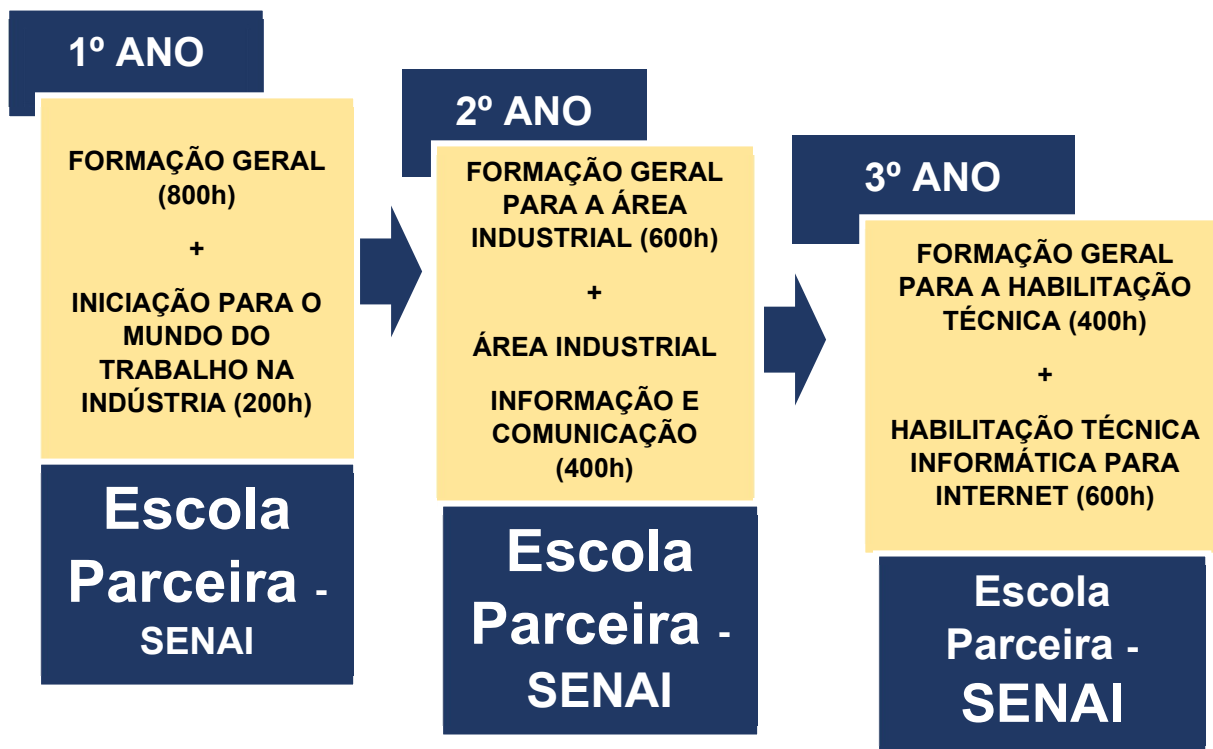 1º ANO
FORMAÇÃO GERAL
(800h)
+
INICIAÇÃO PARA O
MUNDO DO
TRABALHO NA
INDÚSTRIA (200h)
Escola
Parceira -
SENAI
2º ANO
FORMAÇÃO GERAL
PARA A ÁREA
INDUSTRIAL (600h)
+
ÁREA INDUSTRIAL
INFORMAÇÃO E
COMUNICAÇÃO
(400h)
Escola
Parceira -
SENAI
3º ANO
FORMAÇÃO GERAL
PARA A HABILITAÇÃO
TÉCNICA (400h)
+
HABILITAÇÃO TÉCNICA
INFORMÁTICA PARA
INTERNET (600h)
Escola
Parceira -
SENAI